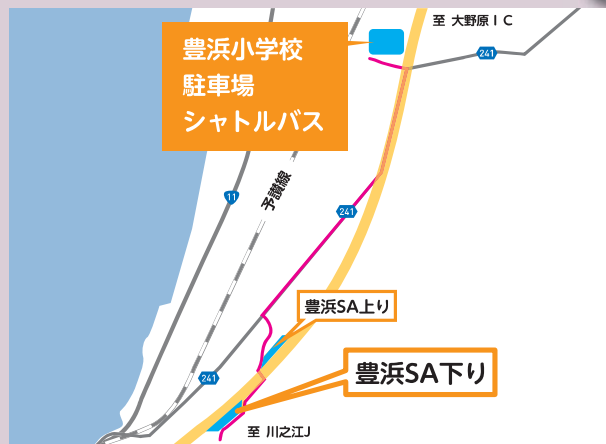 至 大野原IC
豊浜小学校
駐車場
シャトルバス
241
11
予讃線
241
豊浜SA上り
豊浜SA下り
241
至 川之江J